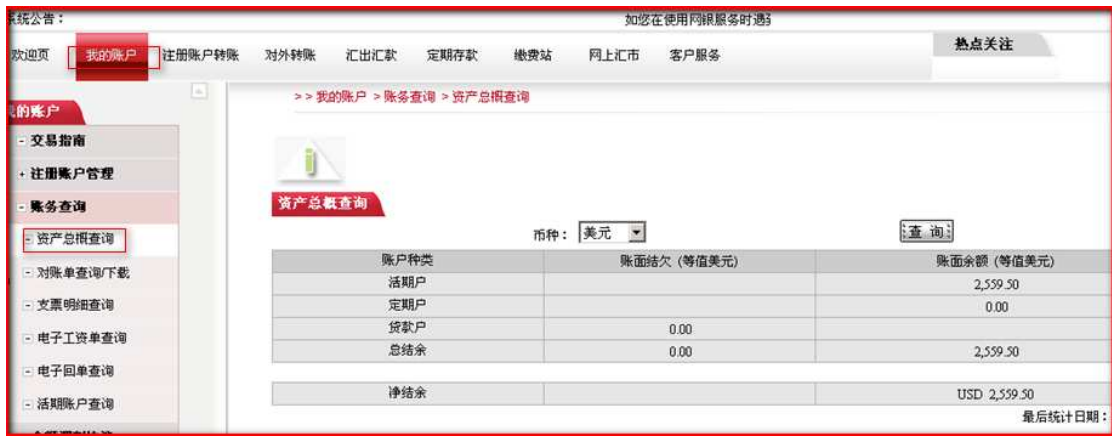 系统公告：
如您在使用网银服务时遇到
欢迎页 我的账户 注册账户转账 对外转账 汇出汇款 定期存款 缴费站 网上汇市 客户服务 热点关注
>>我的账户 >账务查询 >资产总概查询
我的账户
- 交易指南
+ 注册账户管理
- 账务查询
- 资产总概查询
- 对账单查询/下载
- 支票明细查询
- 电子工资单查询
- 电子回单查询
- 活期账户查询
资产总概查询
币种： 美元 查 询
账户种类 账面结欠 (等值美元) 账面余额 (等值美元)
活期户 2,559.50
定期户 0.00
贷款户 0.00
总结余 0.00 2,559.50
净结余 USD 2,559.50
最后统计日期：